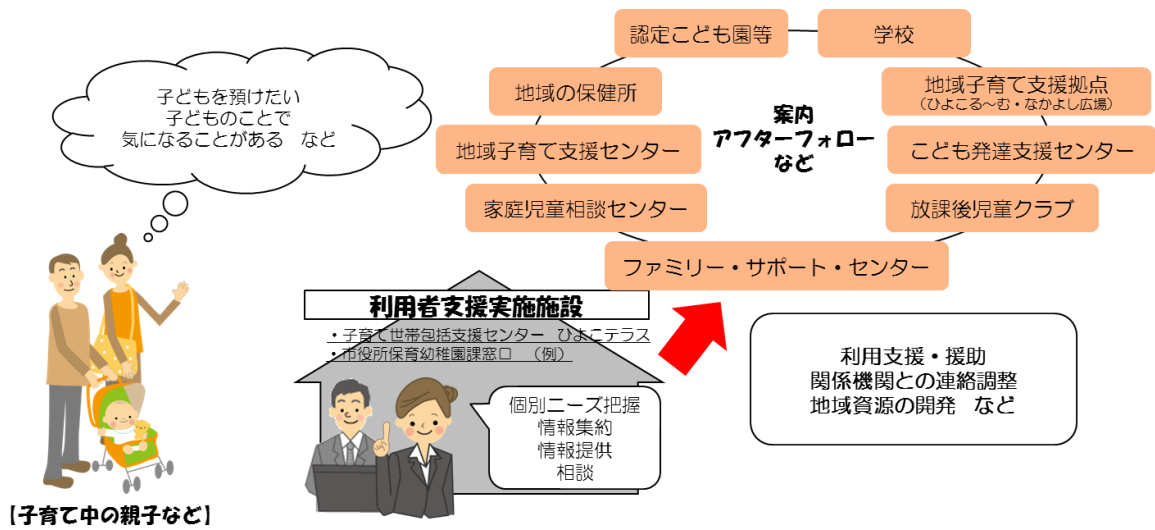 認定こども園等
学校
地域の保健所
地域子育て支援拠点
（ひよこる～む・なかよし広場）
地域子育て支援センター
こども発達支援センター
家庭児童相談センター
放課後児童クラブ
ファミリー・サポート・センター
案内
アフターフォロー
など
子どもを預けたい
子どものことで
気になることがある　など
【子育て中の親子など】
利用者支援実施施設
・子育て世帯包括支援センター　ひよこテラス
・市役所保育幼稚園課窓口　（例）
個別ニーズ把握
情報集約
情報提供
相談
利用支援・援助
関係機関との連絡調整
地域資源の開発　など